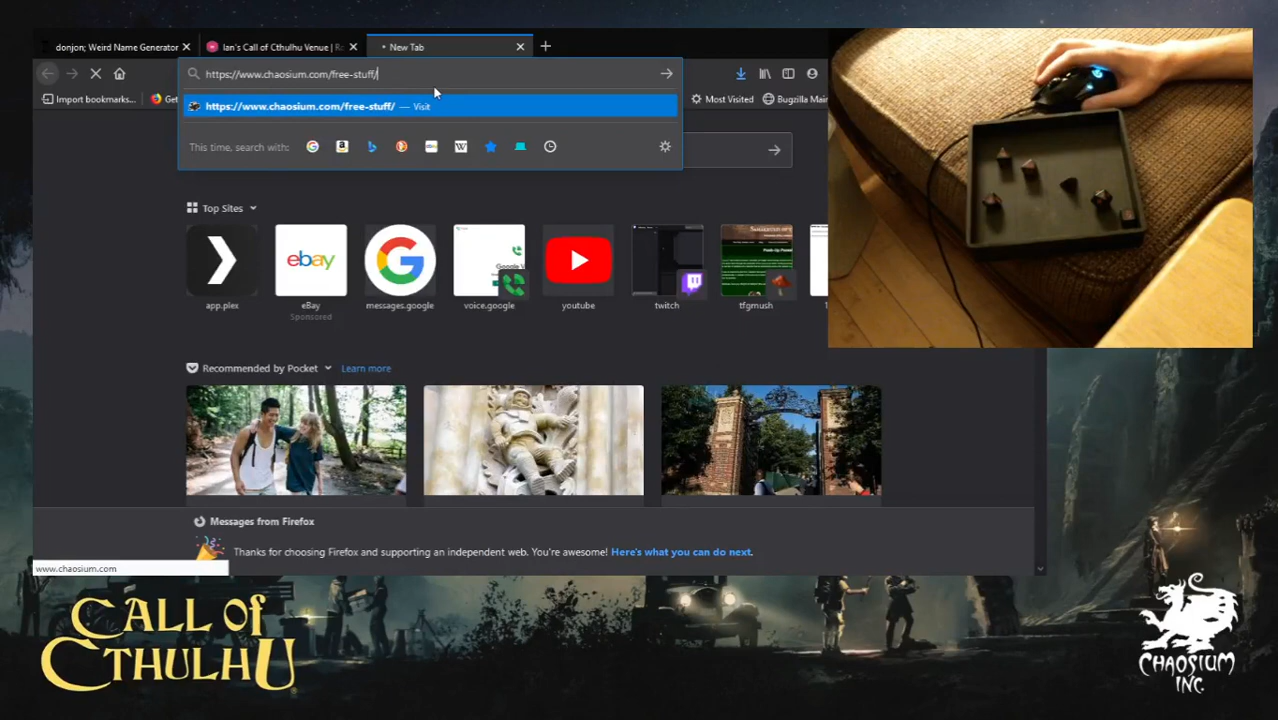 donjon; Weird Name Generator
Ian's Call of Cthulhu Venue | Ro
New Tab
https://www.chaosium.com/free-stuff/
Import bookmarks...
Get
https://www.chaosium.com/free-stuff/ — Visit
Most Visited
Bugzilla Main
This time, search with:
Top Sites
ebay
Google V
app.plex
eBay
Sponsored
messages.google
voice.google
youtube
twitch
tfgmush
Recommended by Pocket
Learn more
Messages from Firefox
Thanks for choosing Firefox and supporting an independent web. You're awesome! Here's what you can do next.
www.chaosium.com
CALL of
CTHULHU
CHAOSIUM
INC.